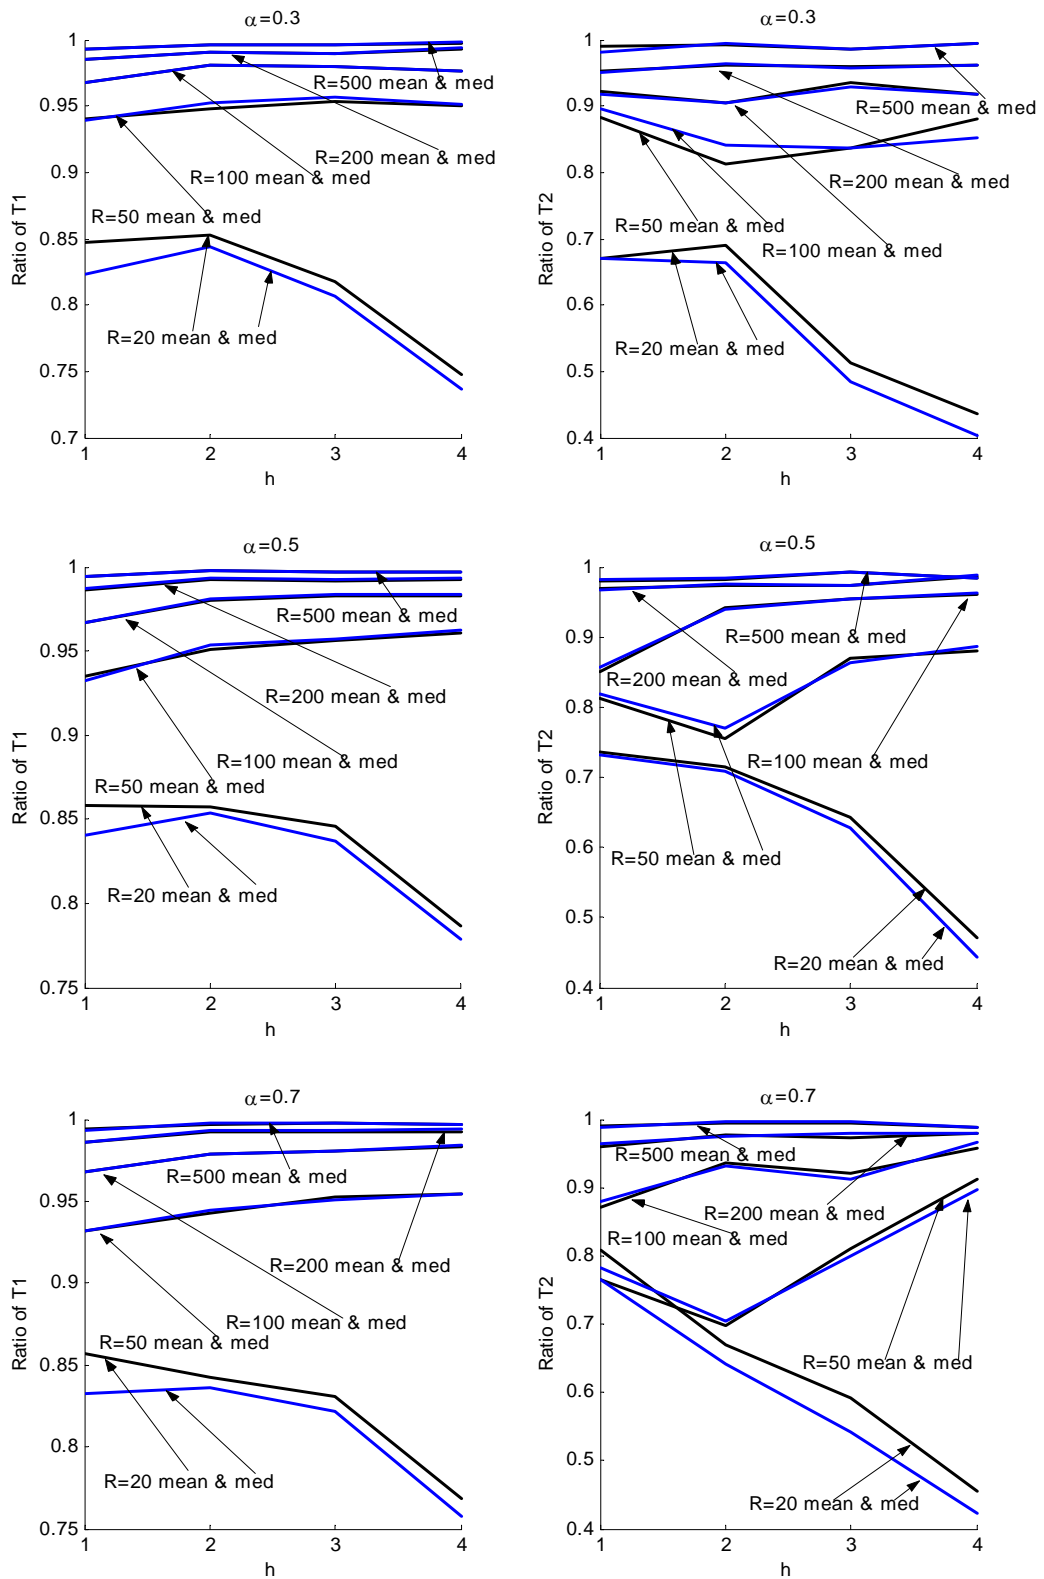 α=0.3
1
0.95
0.9
0.85
0.8
0.75
0.7
Ratio of T1
R=500 mean & med
R=200 mean & med
R=100 mean & med
R=50 mean & med
R=20 mean & med
1 2 3 4
h
α=0.3
1
0.9
0.8
0.7
0.6
0.5
0.4
Ratio of T2
R=500 mean & med
R=200 mean & med
R=50 mean & med
R=100 mean & med
R=20 mean & med
1 2 3 4
h
α=0.5
1
0.95
0.9
0.85
0.8
0.75
Ratio of T1
R=500 mean & med
R=200 mean & med
R=100 mean & med
R=50 mean & med
R=20 mean & med
1 2 3 4
h
α=0.5
1
0.9
0.8
0.7
0.6
0.5
0.4
Ratio of T2
R=500 mean & med
R=200 mean & med
R=100 mean & med
R=50 mean & med
R=20 mean & med
1 2 3 4
h
α=0.7
1
0.95
0.9
0.85
0.8
0.75
Ratio of T1
R=500 mean & med
R=200 mean & med
R=100 mean & med
R=50 mean & med
R=20 mean & med
1 2 3 4
h
α=0.7
1
0.9
0.8
0.7
0.6
0.5
0.4
Ratio of T2
R=500 mean & med
R=200 mean & med
R=100 mean & med
R=50 mean & med
R=20 mean & med
1 2 3 4
h